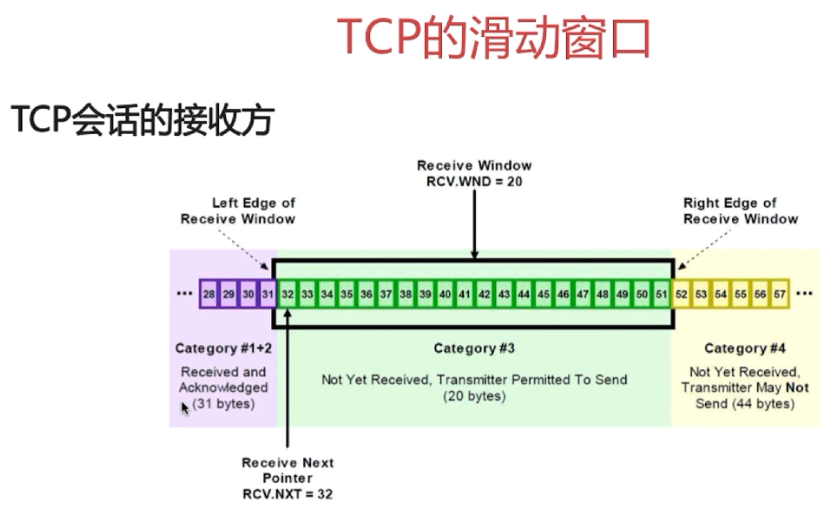 TCP的滑动窗口
TCP会话的接收方
Receive Window
RCV.WND = 20
Left Edge of
Receive Window
Right Edge of
Receive Window
··· 28 29 30 31 32 33 34 35 36 37 38 39 40 41 42 43 44 45 46 47 48 49 50 51 52 53 54 55 56 57 ···
Category #1+2
Received and
Acknowledged
(31 bytes)
Category #3
Not Yet Received, Transmitter Permitted To Send
(20 bytes)
Category #4
Not Yet Received,
Transmitter May Not
Send (44 bytes)
Receive Next
Pointer
RCV.NXT = 32